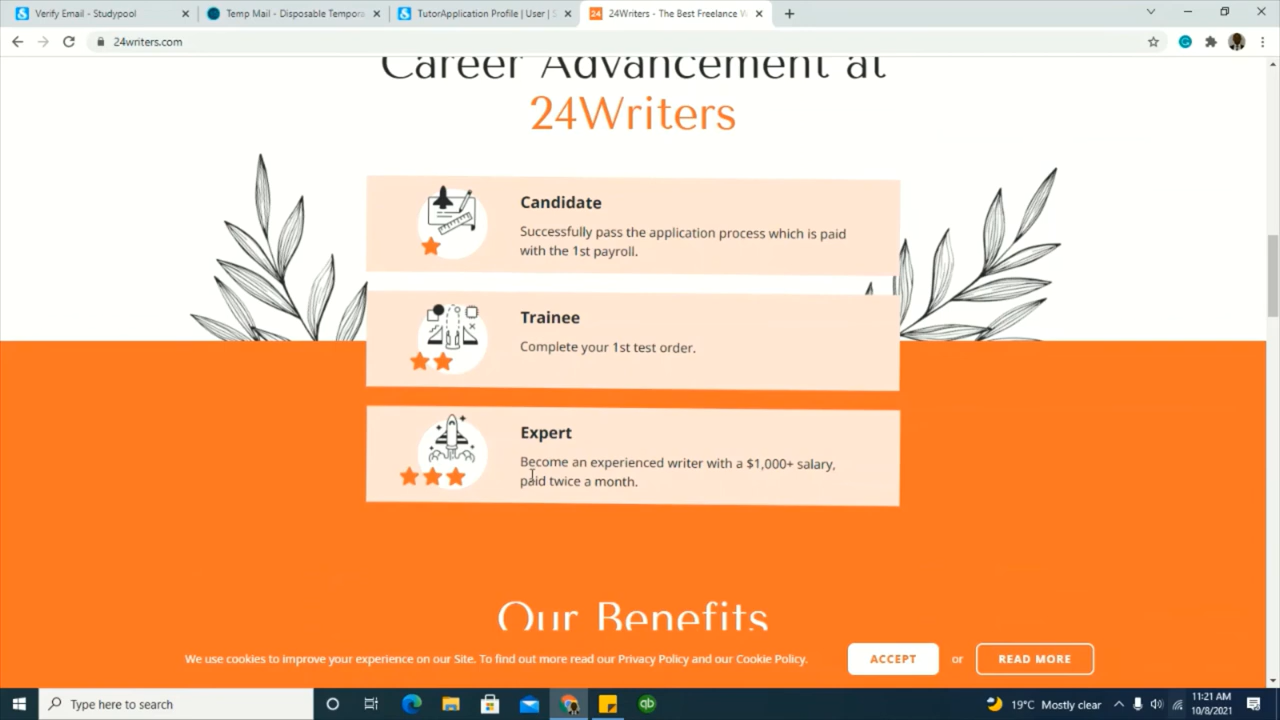 Verify Email - Studypool
Temp Mail - Disposable Tempora
TutorApplication Profile | User | S
24Writers - The Best Freelance W
24writers.com
Career Advancement at
24Writers
Candidate
Successfully pass the application process which is paid
with the 1st payroll.
Trainee
Complete your 1st test order.
Expert
Become an experienced writer with a $1,000+ salary,
paid twice a month.
Our Benefits
We use cookies to improve your experience on our Site. To find out more read our Privacy Policy and our Cookie Policy.
ACCEPT
or
READ MORE
Type here to search
qb
19°C Mostly clear
11:21 AM
10/8/2021